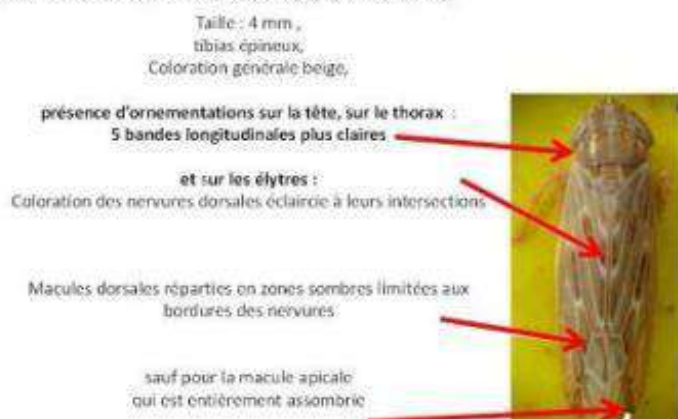 Taille : 4 mm ,
tibias épineux,
Coloration générale beige,
présence d'ornementations sur la tête, sur le thorax :
5 bandes longitudinales plus claires
et sur les élytres :
Coloration des nervures dorsales éclaircie à leurs intersections
Macules dorsales réparties en zones sombres limitées aux
bordures des nervures
sauf pour la macule apicale
qui est entièrement assombrie